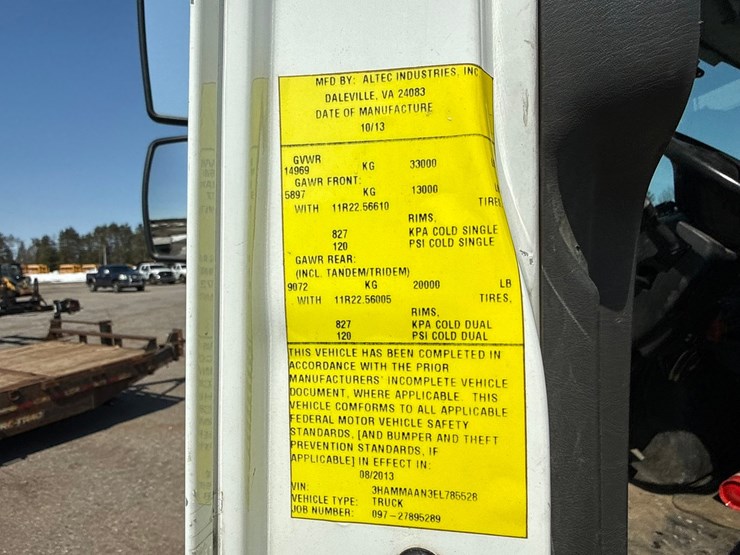 MFD BY: ALTEC INDUSTRIES, INC
DALEVILLE, VA 24083
DATE OF MANUFACTURE
10/13
GVWR
14969 KG 33000
GAWR FRONT:
5897 KG 13000
WITH 11R22.56610 TIRE
RIMS,
827 KPA COLD SINGLE
120 PSI COLD SINGLE
GAWR REAR:
(INCL. TANDEM/TRIDEM)
9072 KG 20000 LB
WITH 11R22.56005 TIRES,
RIMS,
827 KPA COLD DUAL
120 PSI COLD DUAL
THIS VEHICLE HAS BEEN COMPLETED IN
ACCORDANCE WITH THE PRIOR
MANUFACTURERS' INCOMPLETE VEHICLE
DOCUMENT, WHERE APPLICABLE. THIS
VEHICLE COMFORMS TO ALL APPLICABLE
FEDERAL MOTOR VEHICLE SAFETY
STANDARDS, [AND BUMPER AND THEFT
PREVENTION STANDARDS, IF
APPLICABLE] IN EFFECT IN:
08/2013
VIN: 3HAMMAAN3EL785528
VEHICLE TYPE: TRUCK
JOB NUMBER: 097-27895289